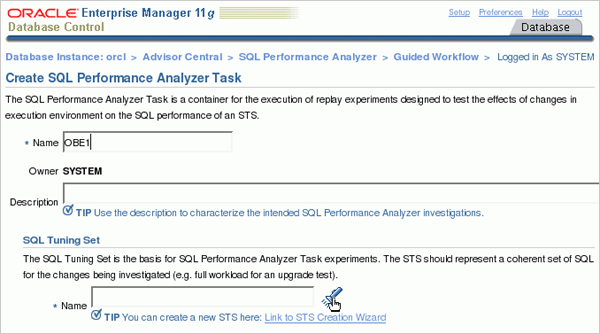 ORACLE Enterprise Manager 11g
Database Control
Setup Preferences Help Logout
Database
Database Instance: orcl > Advisor Central > SQL Performance Analyzer > Guided Workflow > Logged in As SYSTEM
Create SQL Performance Analyzer Task
The SQL Performance Analyzer Task is a container for the execution of replay experiments designed to test the effects of changes in
execution environment on the SQL performance of an STS.
* Name OBE1
Owner SYSTEM
Description
TIP Use the description to characterize the intended SQL Performance Analyzer investigations.
SQL Tuning Set
The SQL Tuning Set is the basis for SQL Performance Analyzer Task experiments. The STS should represent a coherent set of SQL
for the changes being investigated (e.g. full workload for an upgrade test).
* Name
TIP You can create a new STS here: Link to STS Creation Wizard